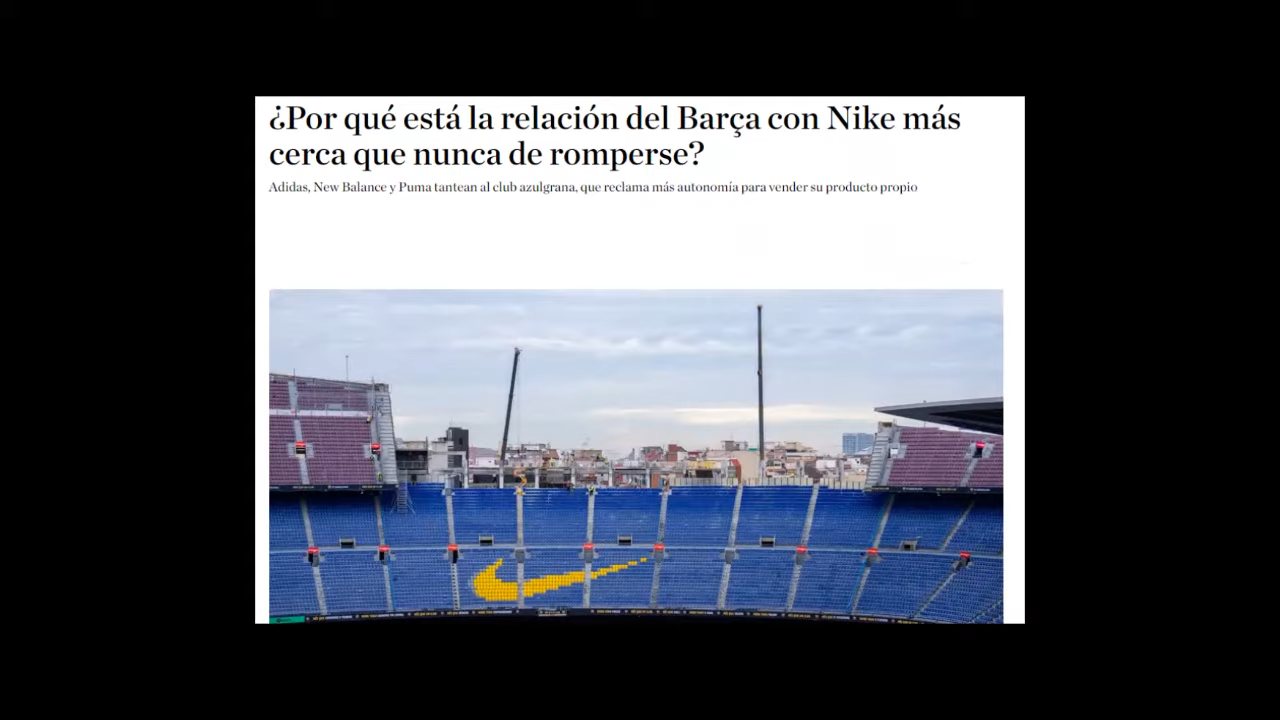 ¿Por qué está la relación del Barça con Nike más
cerca que nunca de romperse?
Adidas, New Balance y Puma tantean al club azulgrana, que reclama más autonomía para vender su producto propio